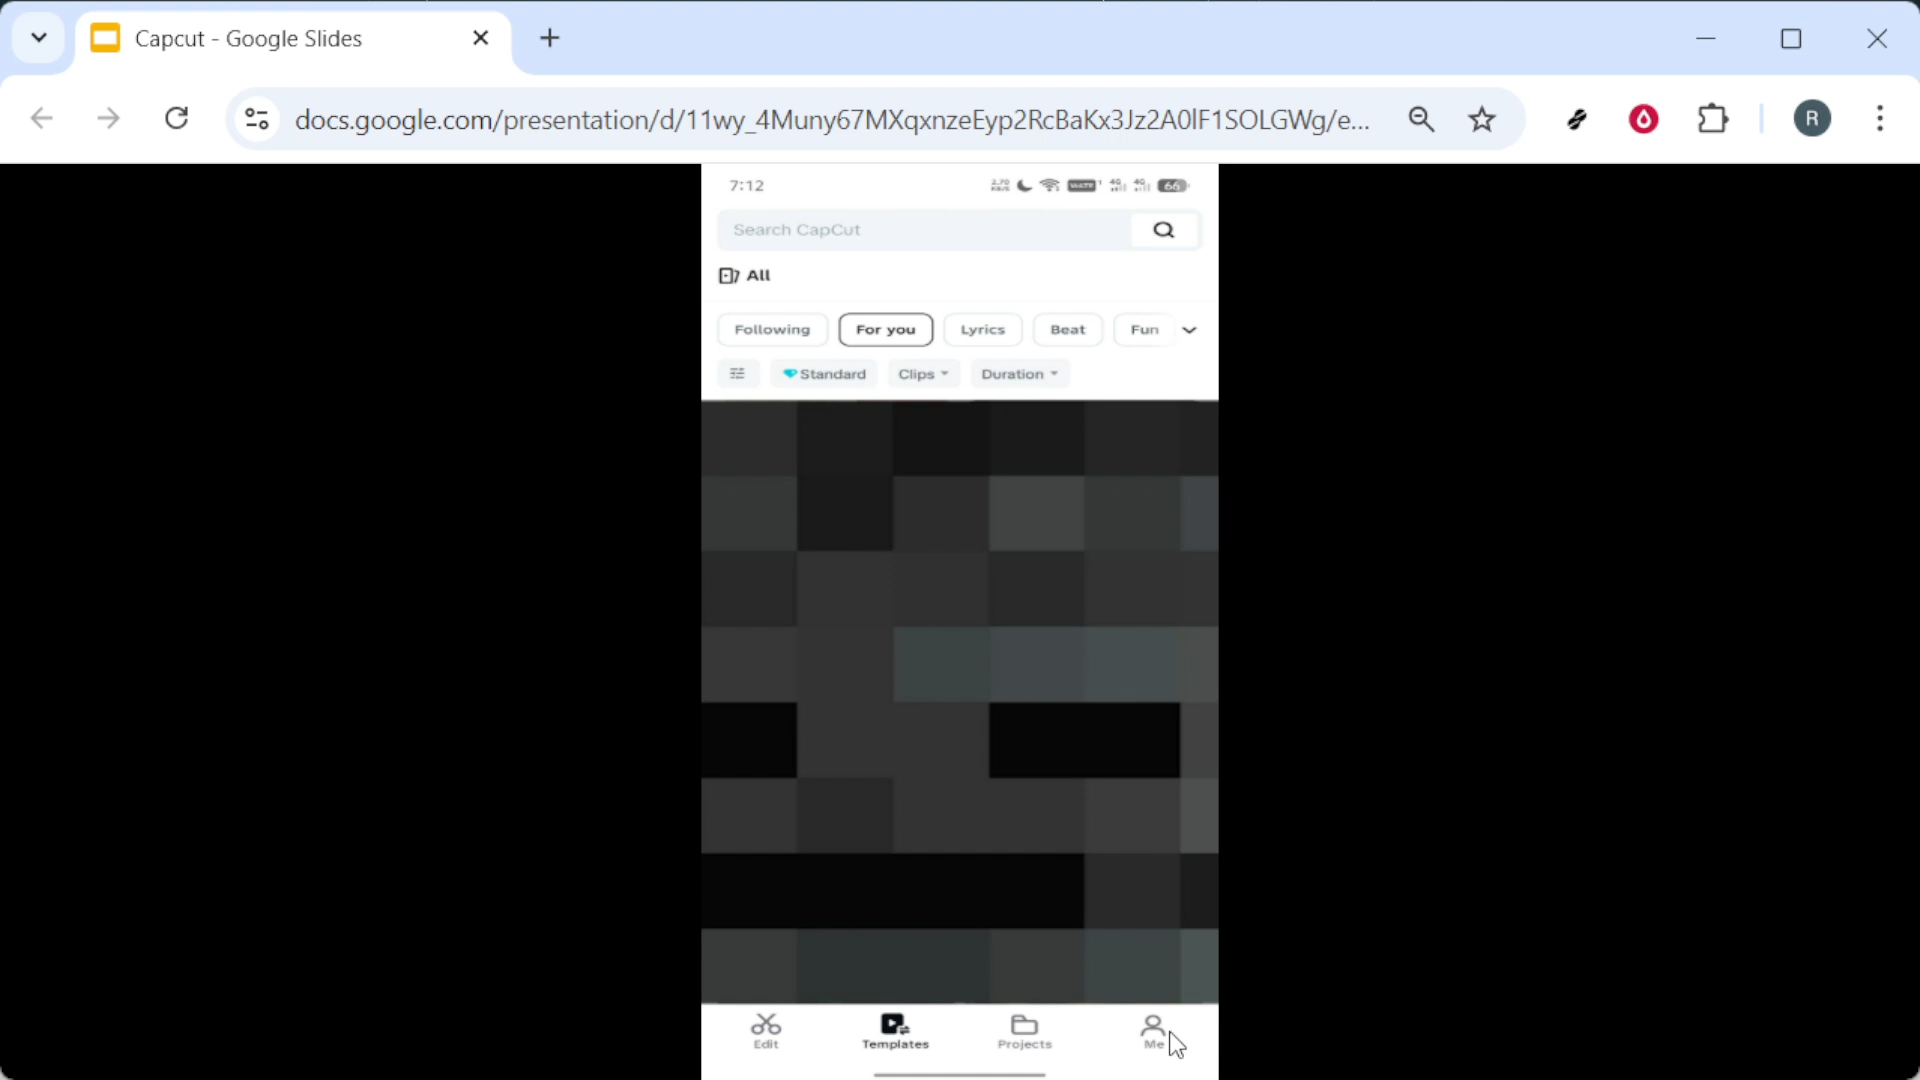 Capcut - Google Slides
docs.google.com/presentation/d/11wy_4Muny67MXqxnzeEyp2RcBaKx3Jz2A0lF1SOLGWg/e...
R
7:12
66
Search CapCut
All
Following
For you
Lyrics
Beat
Fun
Standard
Clips
Duration
Edit
Templates
Projects
Me